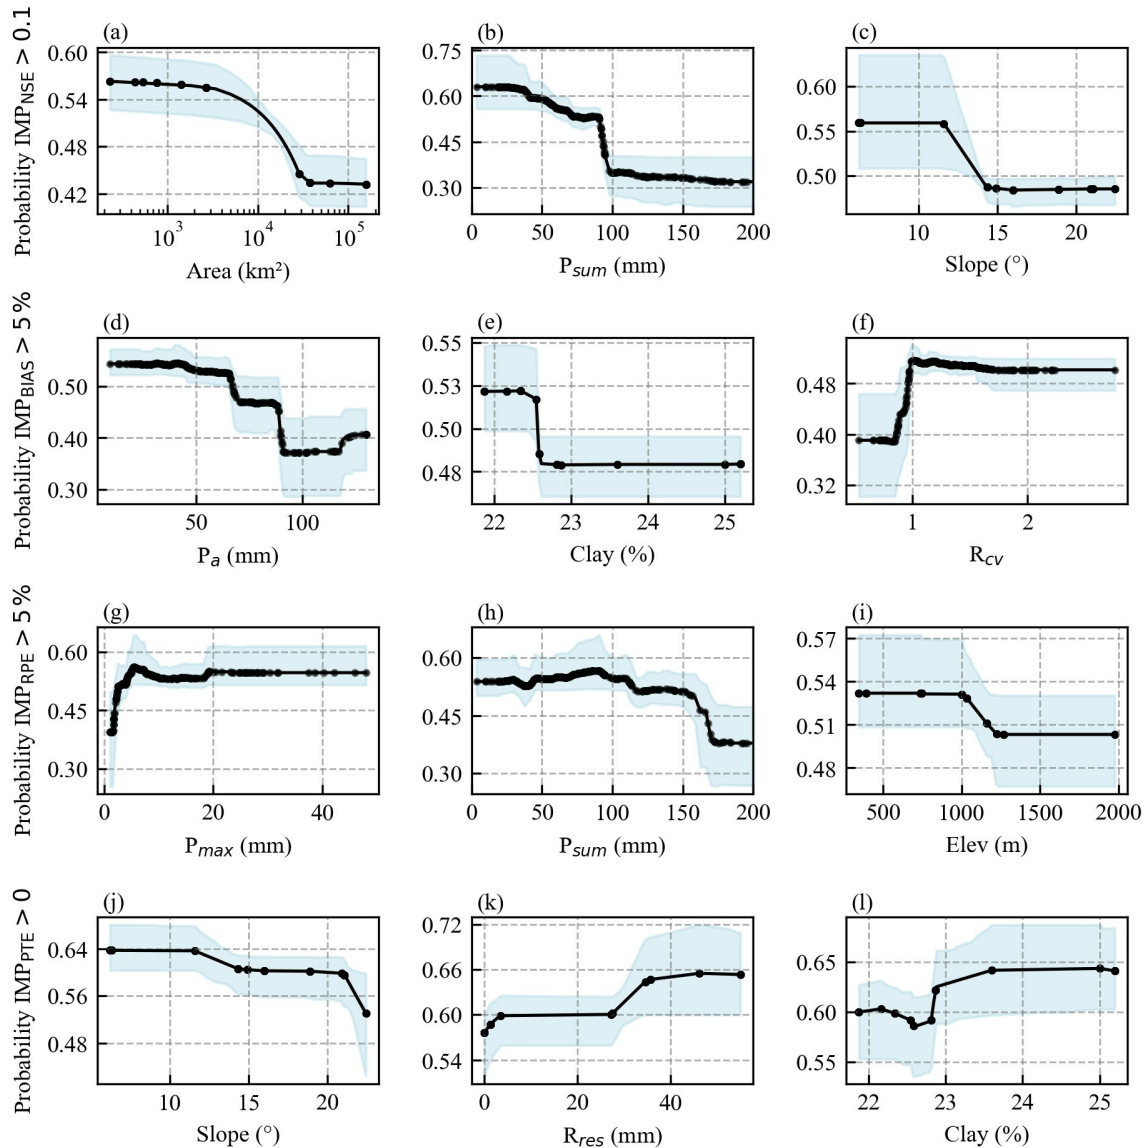 Probability IMP_NSE > 0.1
(a)
0.60
0.54
0.48
0.42
10³
10⁴
10⁵
Area (km²)
(b)
0.75
0.60
0.45
0.30
0
50
100
150
200
P_sum (mm)
(c)
0.60
0.55
0.50
10
15
20
Slope (°)
Probability IMP_BIAS > 5 %
(d)
0.50
0.40
0.30
50
100
P_a (mm)
(e)
0.55
0.53
0.50
0.48
22
23
24
25
Clay (%)
(f)
0.48
0.40
0.32
1
2
R_cv
Probability IMP_RPE > 5 %
(g)
0.60
0.45
0.30
0
20
40
P_max (mm)
(h)
0.60
0.45
0.30
0
50
100
150
200
P_sum (mm)
(i)
0.57
0.54
0.51
0.48
500
1000
1500
2000
Elev (m)
Probability IMP_PTE > 0
(j)
0.64
0.56
0.48
10
15
20
Slope (°)
(k)
0.72
0.66
0.60
0.54
0
20
40
R_res (mm)
(l)
0.65
0.60
0.55
22
23
24
25
Clay (%)